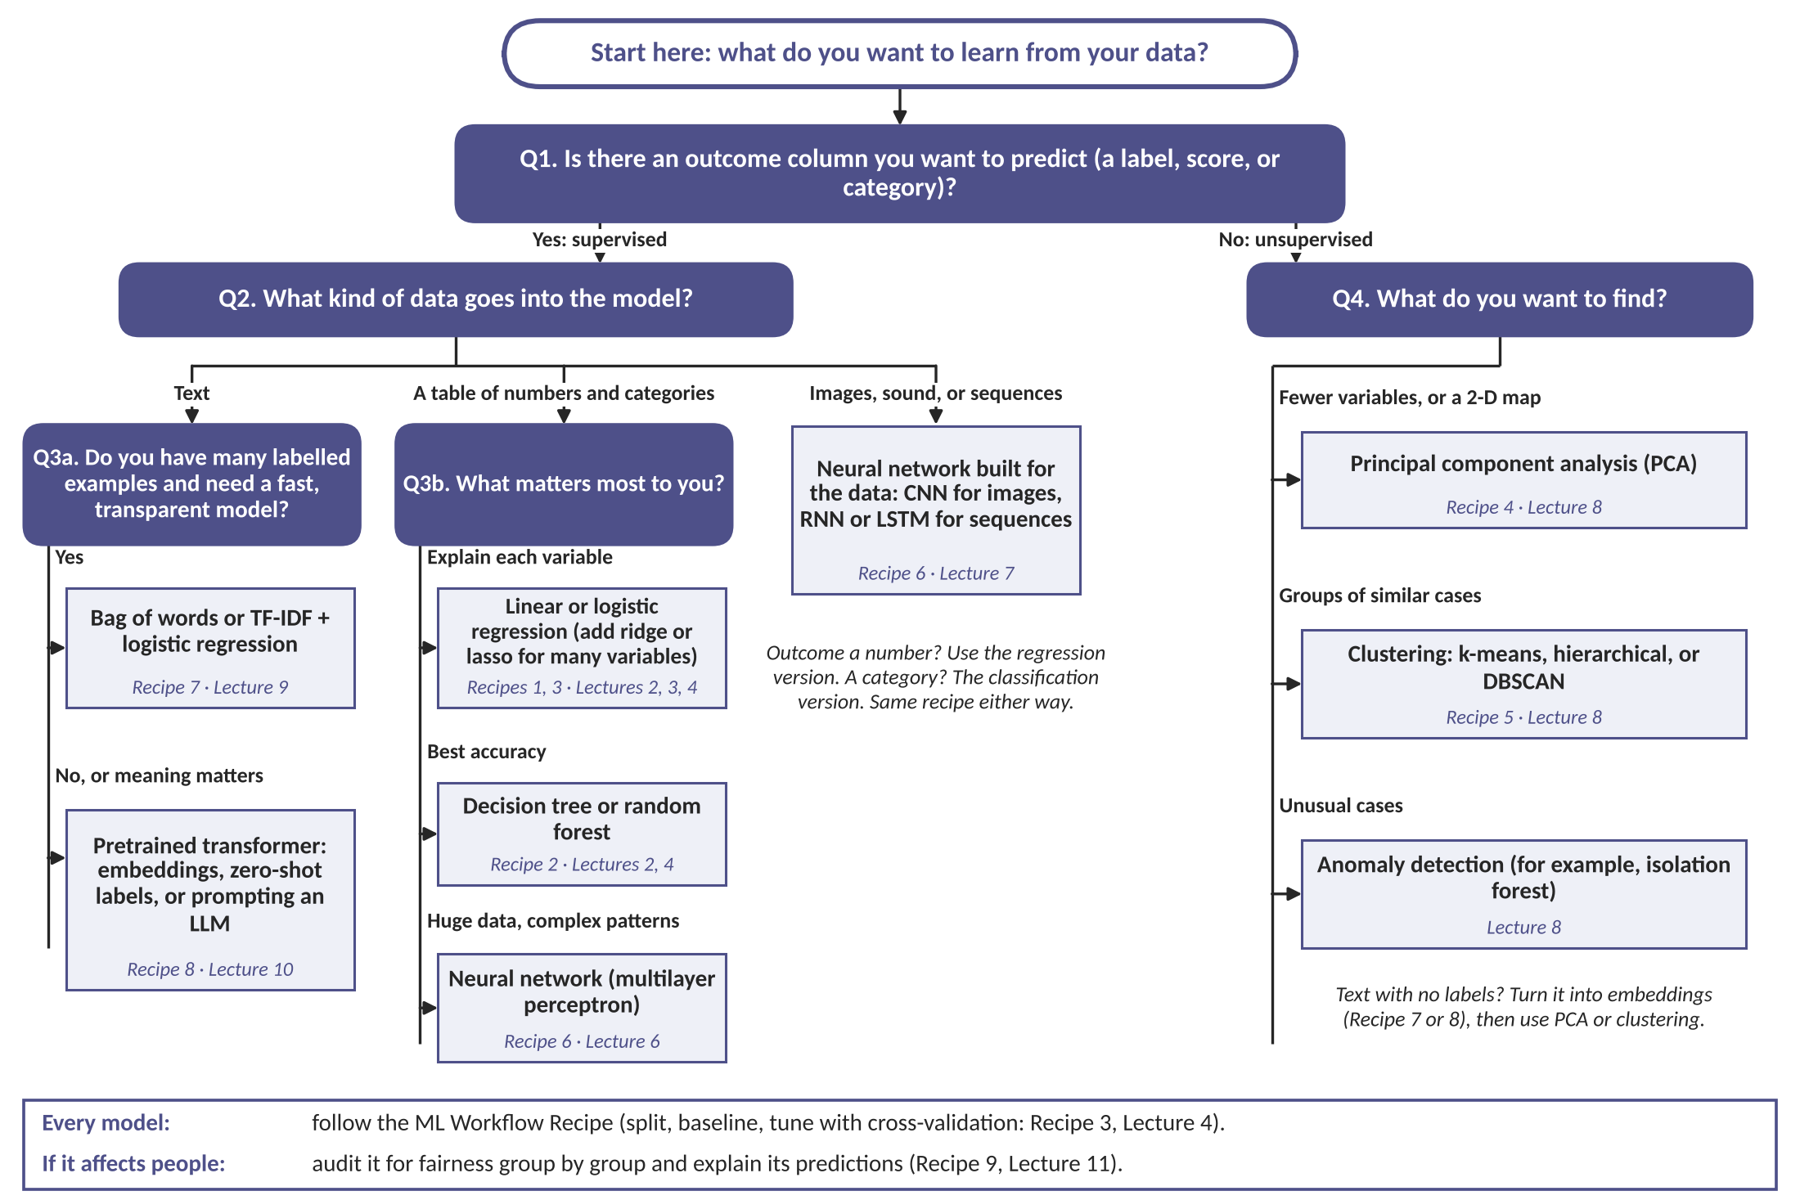 Start here: what do you want to learn from your data?
Q1. Is there an outcome column you want to predict (a label, score, or
category)?
Yes: supervised
No: unsupervised
Q2. What kind of data goes into the model?
Q4. What do you want to find?
Text
A table of numbers and categories
Images, sound, or sequences
Q3a. Do you have many labelled
examples and need a fast,
transparent model?
Yes
Bag of words or TF-IDF +
logistic regression
Recipe 7 · Lecture 9
No, or meaning matters
Pretrained transformer:
embeddings, zero-shot
labels, or prompting an
LLM
Recipe 8 · Lecture 10
Q3b. What matters most to you?
Explain each variable
Linear or logistic
regression (add ridge or
lasso for many variables)
Recipes 1, 3 · Lectures 2, 3, 4
Best accuracy
Decision tree or random
forest
Recipe 2 · Lectures 2, 4
Huge data, complex patterns
Neural network (multilayer
perceptron)
Recipe 6 · Lecture 6
Neural network built for
the data: CNN for images,
RNN or LSTM for sequences
Recipe 6 · Lecture 7
Outcome a number? Use the regression
version. A category? The classification
version. Same recipe either way.
Fewer variables, or a 2-D map
Principal component analysis (PCA)
Recipe 4 · Lecture 8
Groups of similar cases
Clustering: k-means, hierarchical, or
DBSCAN
Recipe 5 · Lecture 8
Unusual cases
Anomaly detection (for example, isolation
forest)
Lecture 8
Text with no labels? Turn it into embeddings
(Recipe 7 or 8), then use PCA or clustering.
Every model: follow the ML Workflow Recipe (split, baseline, tune with cross-validation: Recipe 3, Lecture 4).
If it affects people: audit it for fairness group by group and explain its predictions (Recipe 9, Lecture 11).